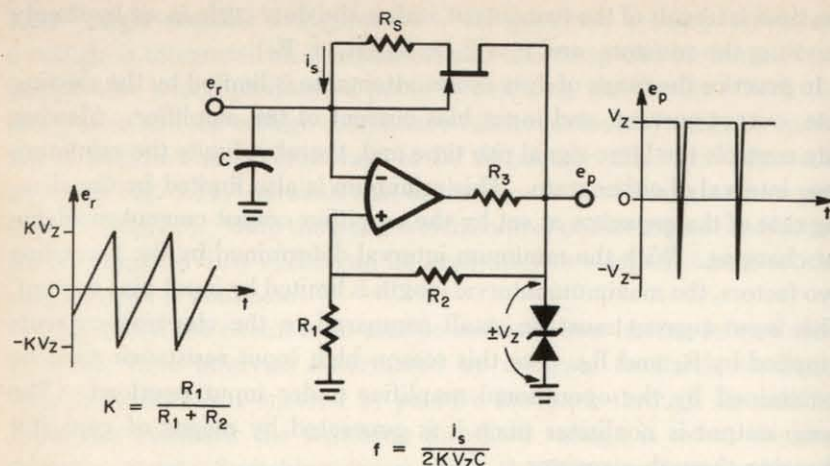 R_S
i_s
e_r
C
e_r
KV_Z
O
-KV_Z
t
-
+
R_3
e_p
R_2
R_1
±V_Z
e_p
V_Z
O
-V_Z
t
K = R_1 / (R_1 + R_2)
f = i_s / (2KV_ZC)